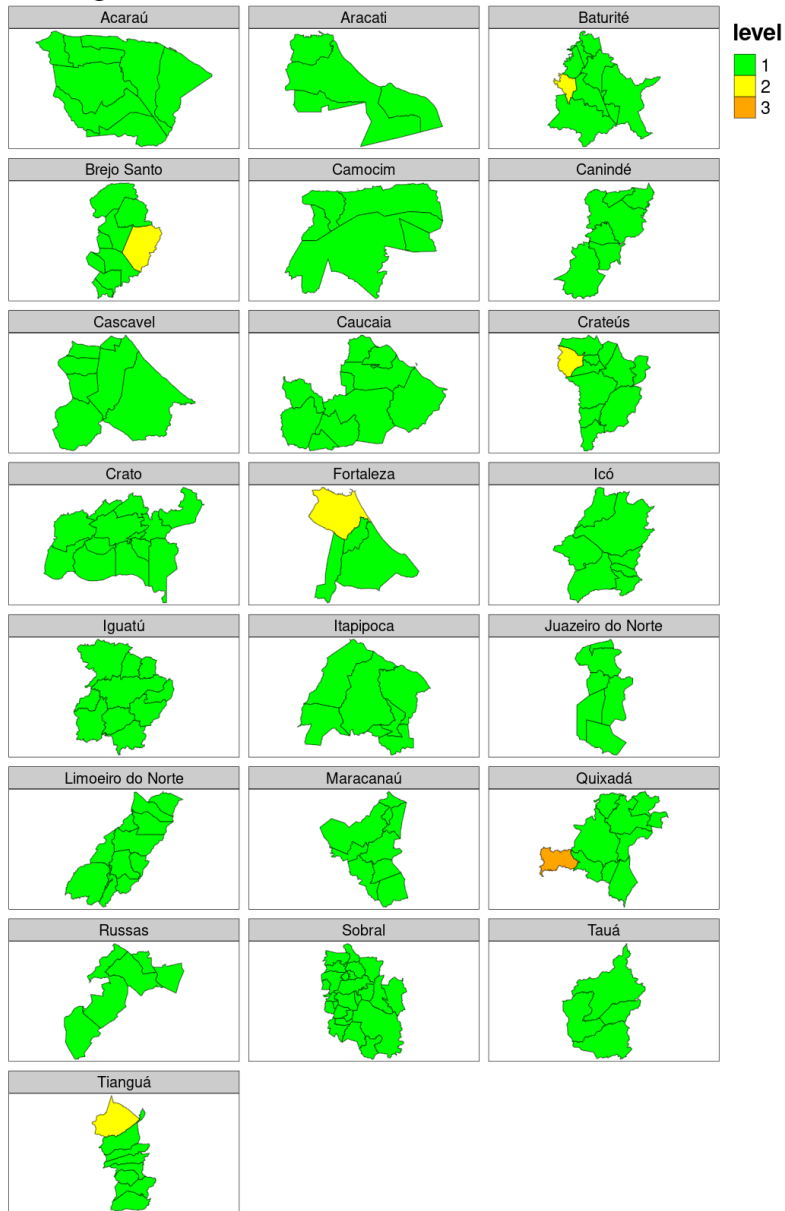 Acaraú Aracati Baturité
level
1
2
3
Brejo Santo Camocim Canindé
Cascavel Caucaia Crateús
Crato Fortaleza Icó
Iguatú Itapipoca Juazeiro do Norte
Limoeiro do Norte Maracanaú Quixadá
Russas Sobral Tauá
Tianguá